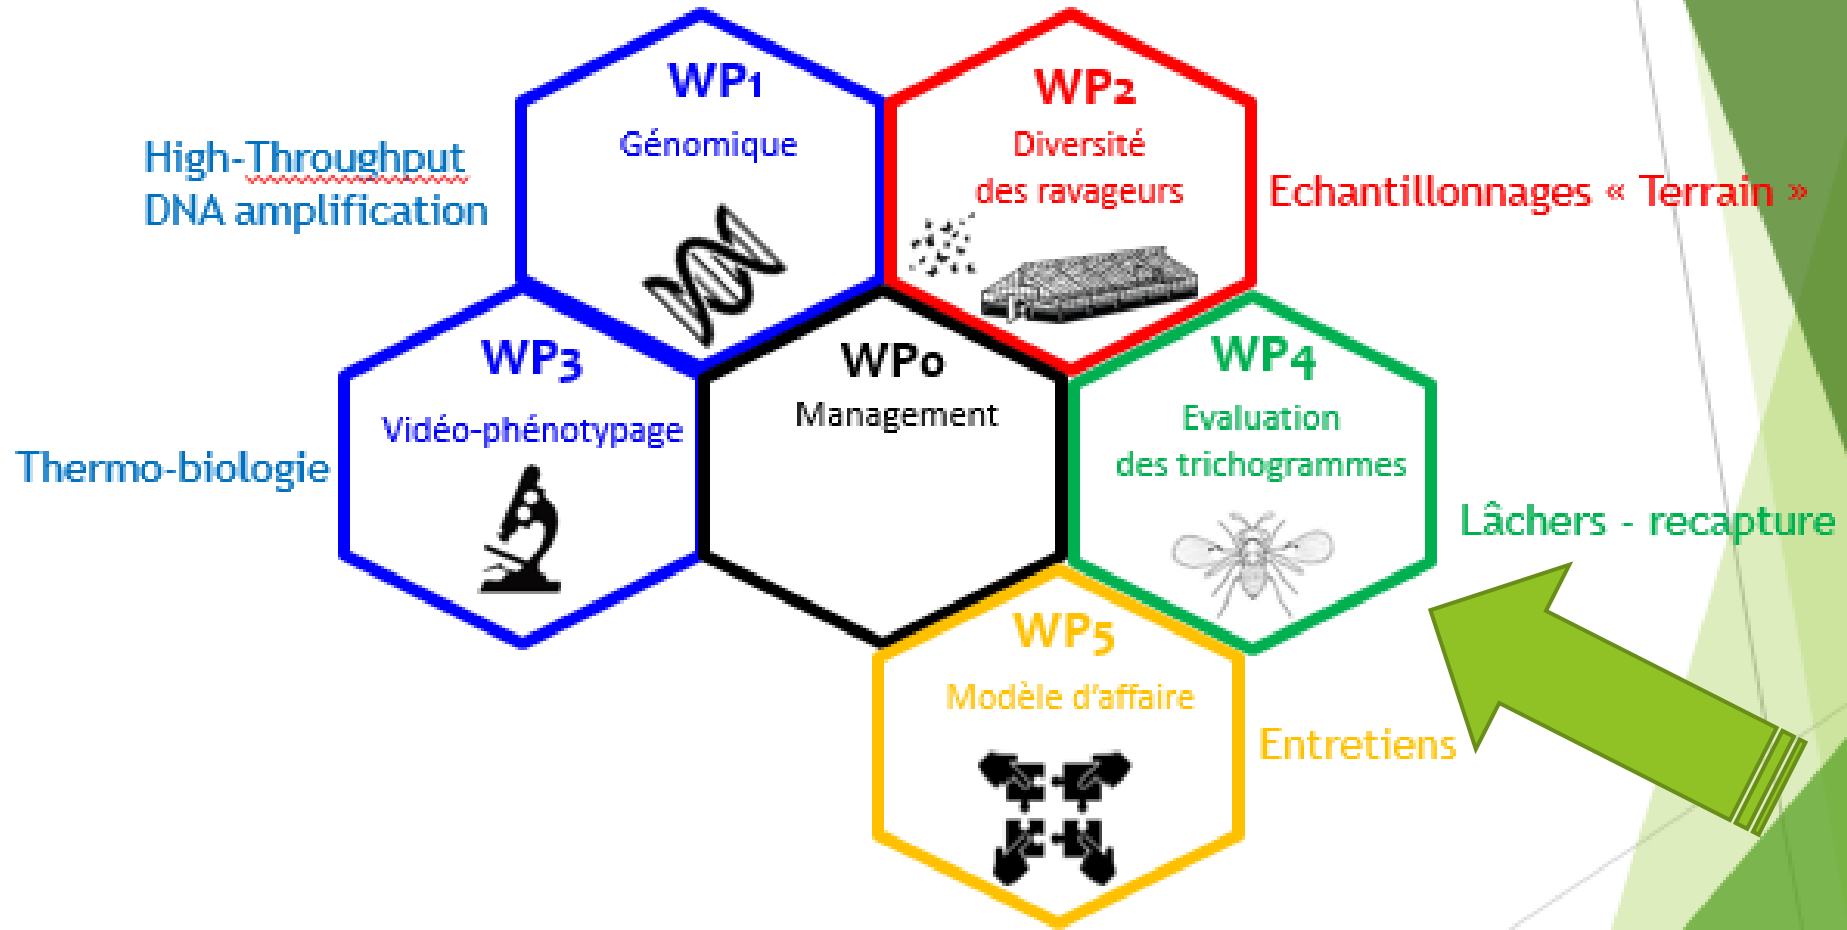 WP1
Génomique
High-Throughput
DNA amplification
WP2
Diversité
des ravageurs
Echantillonnages « Terrain »
WP3
Vidéo-phénotypage
Thermo-biologie
WP0
Management
WP4
Evaluation
des trichogrammes
Lâchers - recapture
WP5
Modèle d'affaire
Entretiens